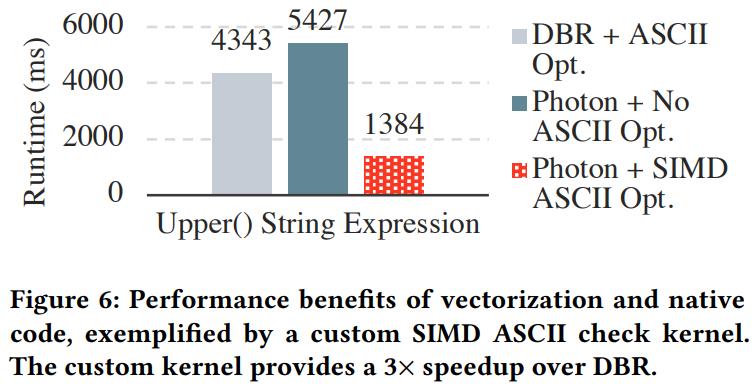 Runtime (ms)
6000
4000
2000
0
4343
5427
1384
Upper() String Expression
DBR + ASCII
Opt.
Photon + No
ASCII Opt.
Photon + SIMD
ASCII Opt.
Figure 6: Performance benefits of vectorization and native
code, exemplified by a custom SIMD ASCII check kernel.
The custom kernel provides a 3× speedup over DBR.